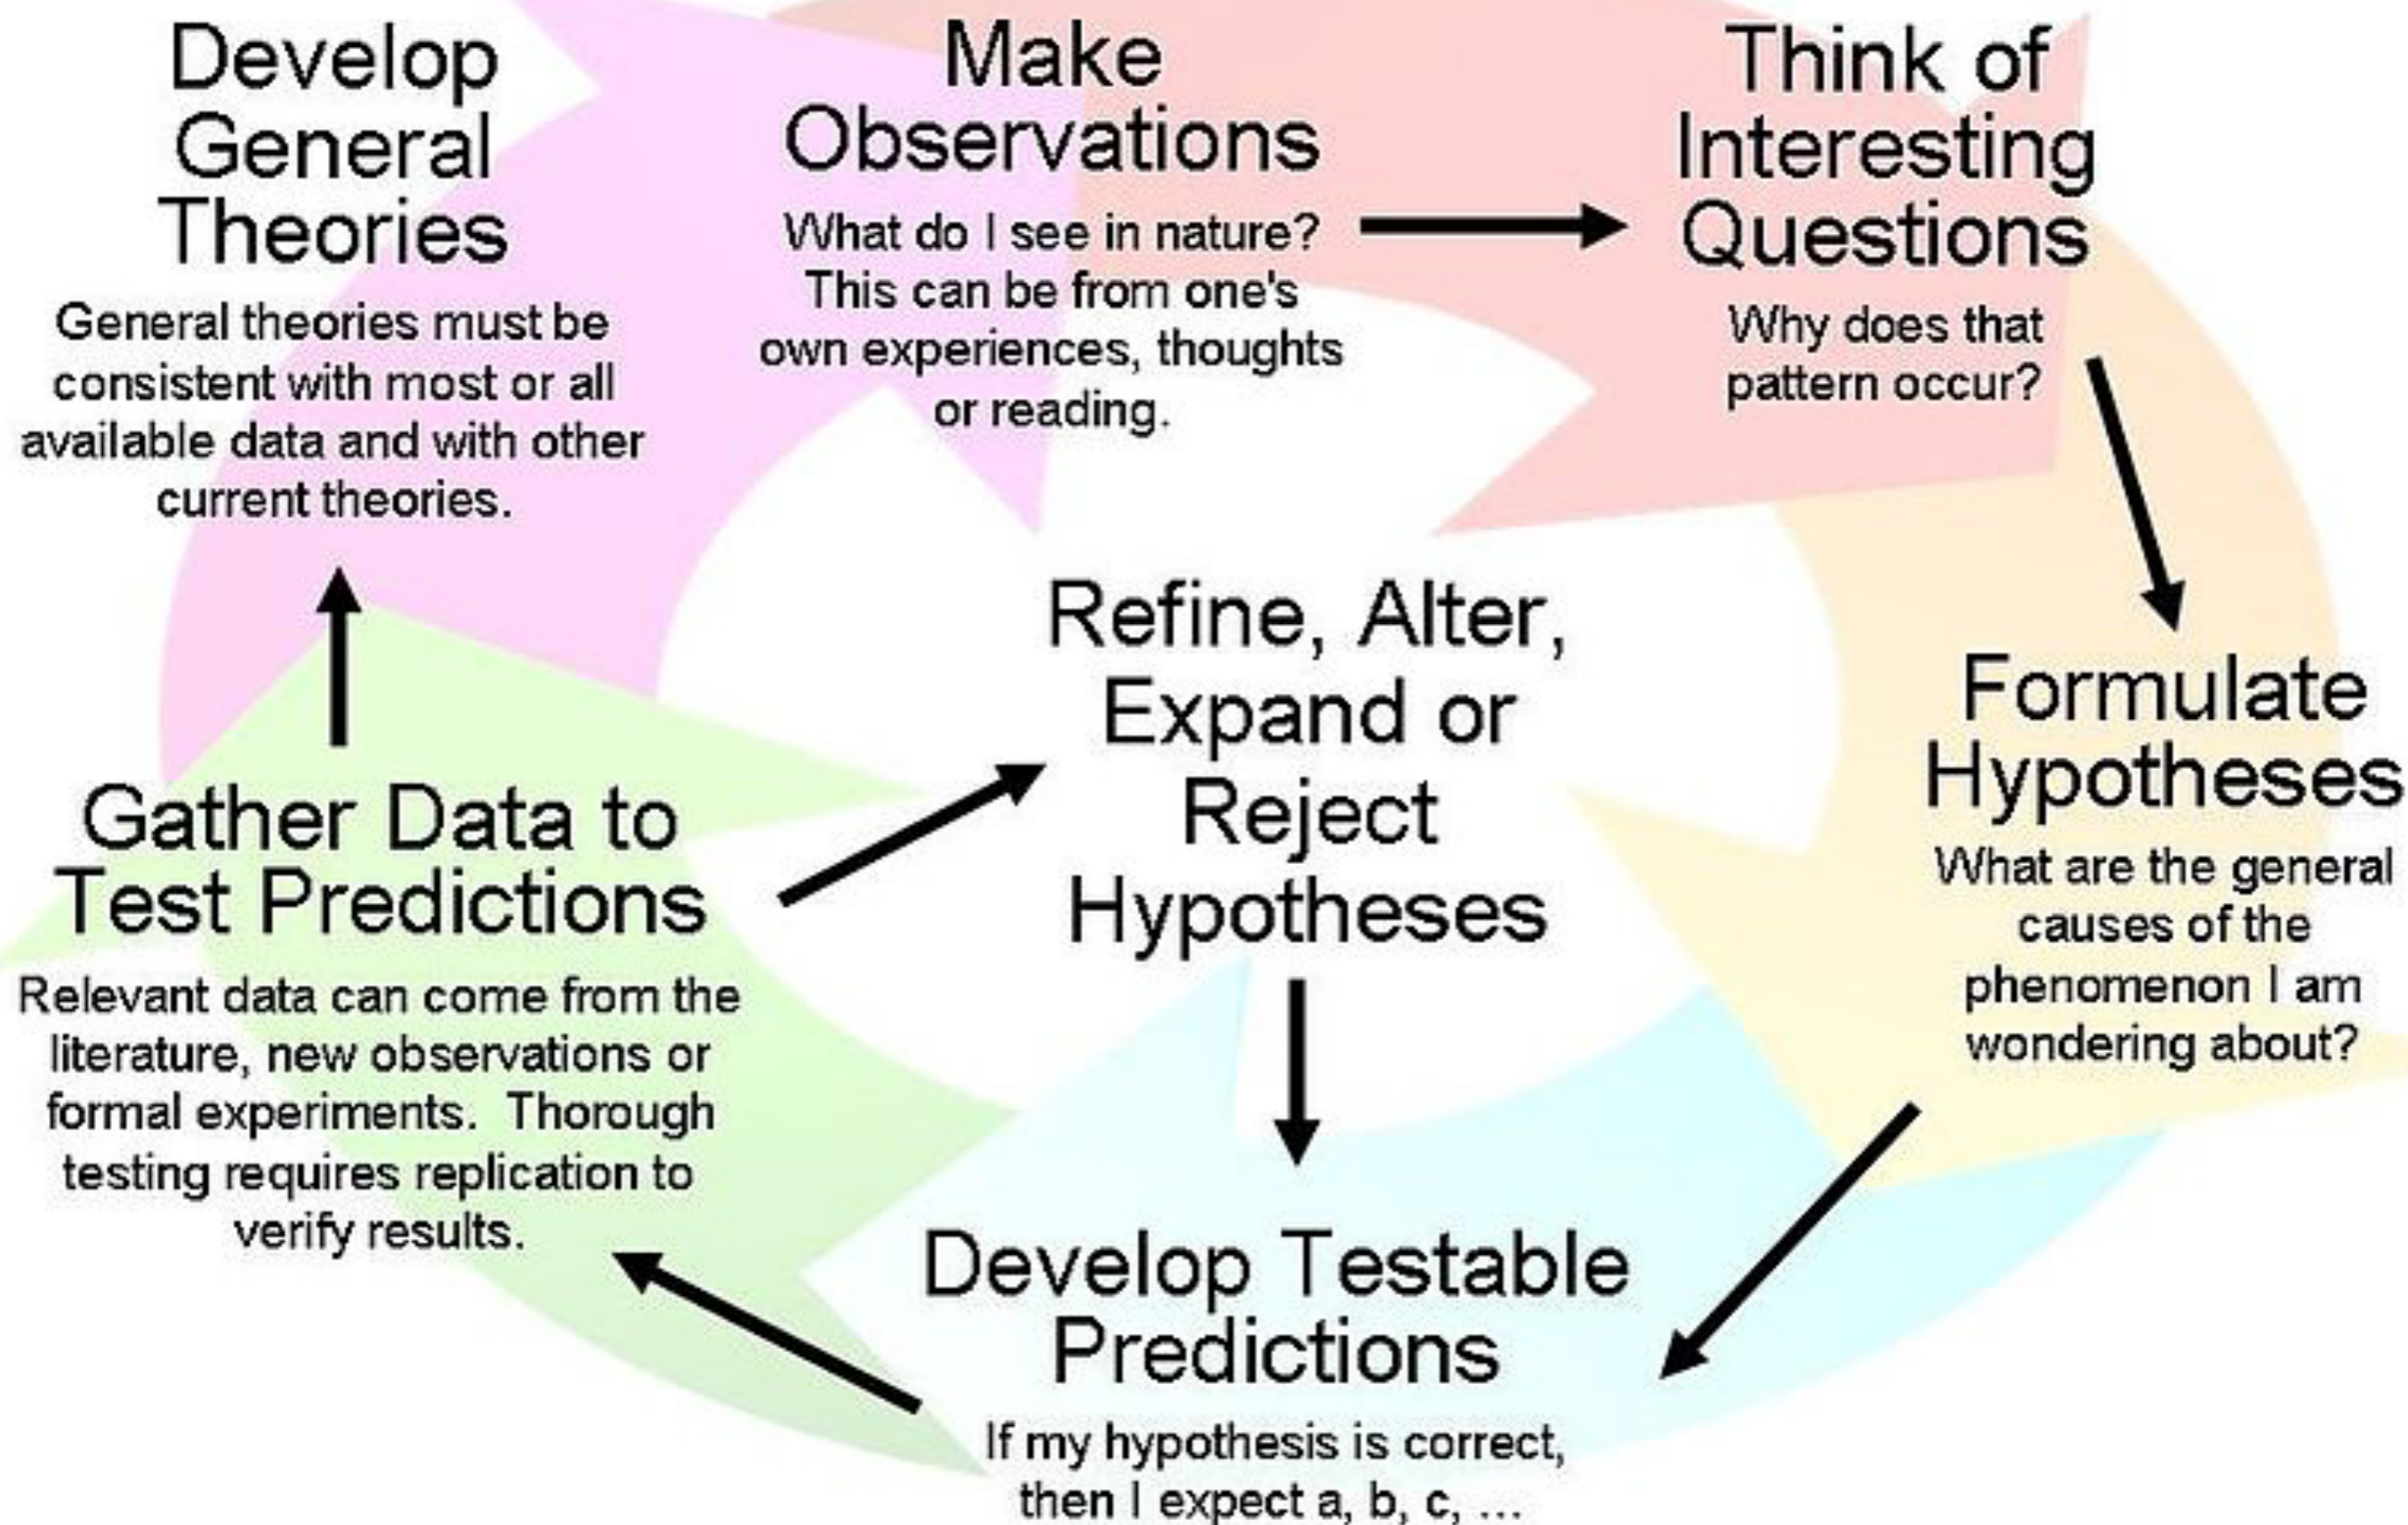 Develop
General
Theories
General theories must be
consistent with most or all
available data and with other
current theories.
Make
Observations
What do I see in nature?
This can be from one's
own experiences, thoughts
or reading.
Think of
Interesting
Questions
Why does that
pattern occur?
Refine, Alter,
Expand or
Reject
Hypotheses
Formulate
Hypotheses
What are the general
causes of the
phenomenon I am
wondering about?
Gather Data to
Test Predictions
Relevant data can come from the
literature, new observations or
formal experiments.  Thorough
testing requires replication to
verify results.
Develop Testable
Predictions
If my hypothesis is correct,
then I expect a, b, c, ...